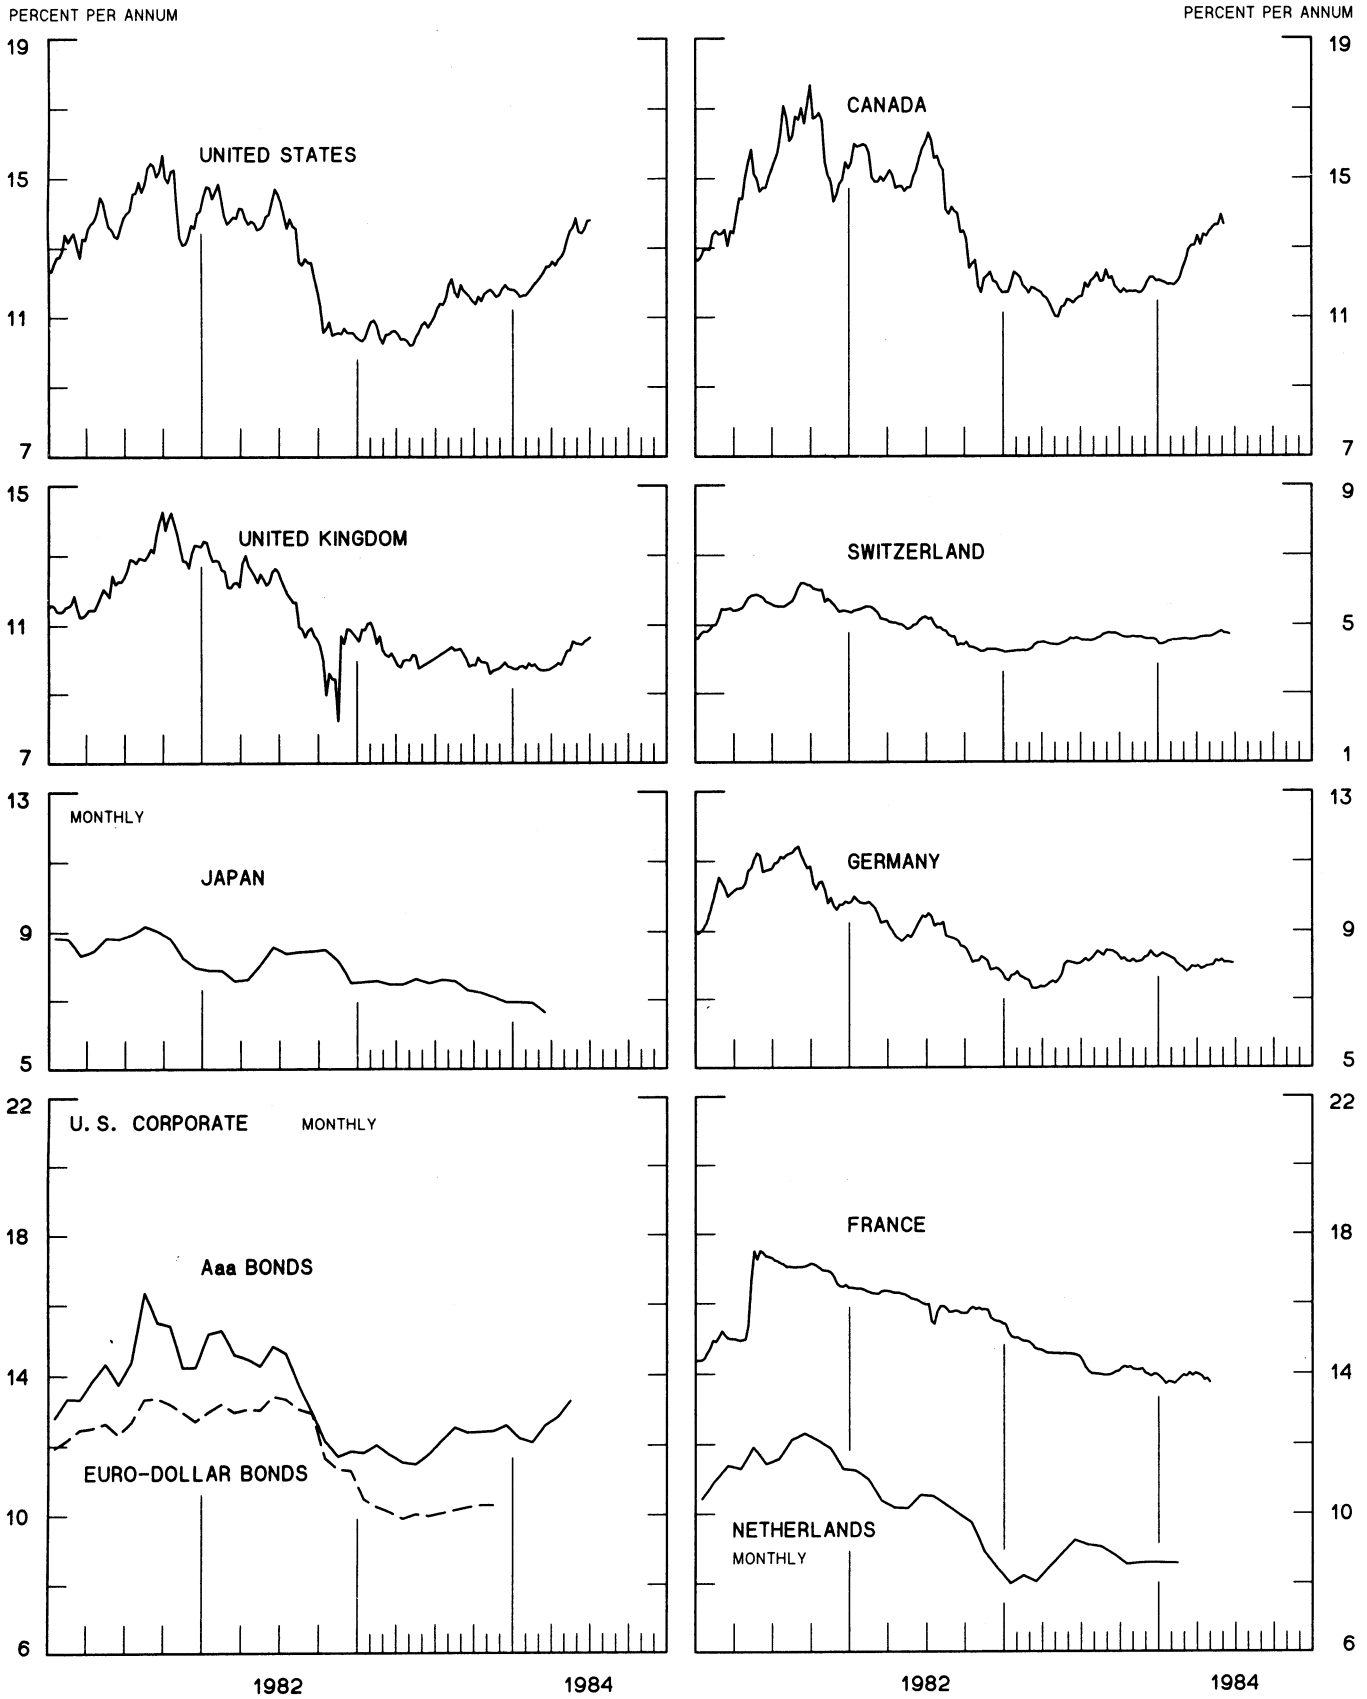 PERCENT PER ANNUM
PERCENT PER ANNUM
19
15
11
7
UNITED STATES
CANADA
19
15
11
7
15
11
7
UNITED KINGDOM
SWITZERLAND
9
5
1
13
9
5
MONTHLY
JAPAN
GERMANY
13
9
5
22
18
14
10
6
U.S. CORPORATE MONTHLY
Aaa BONDS
EURO-DOLLAR BONDS
FRANCE
NETHERLANDS
MONTHLY
22
18
14
10
6
1982
1984
1982
1984